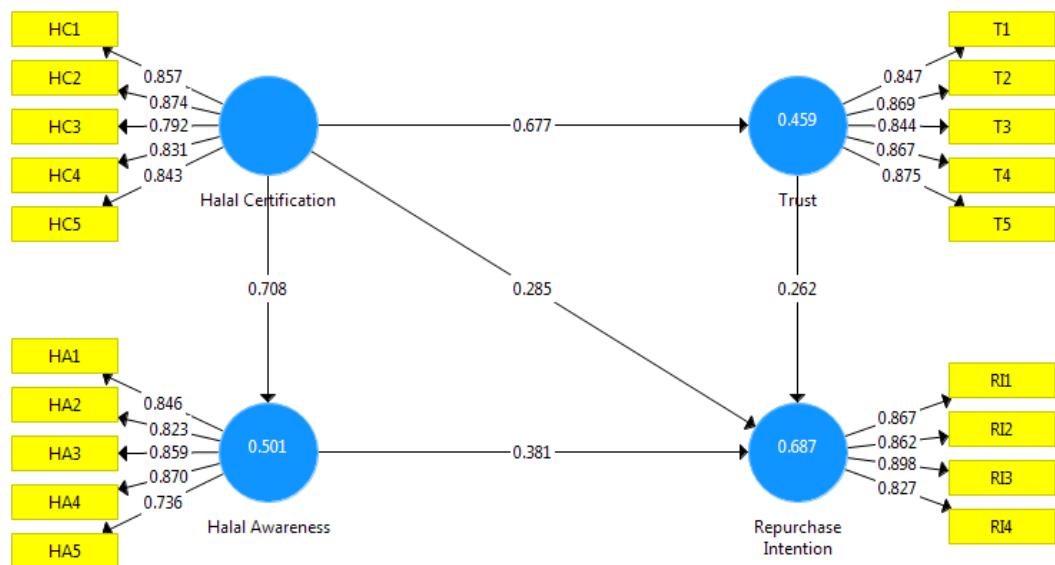 HC1
HC2
HC3
HC4
HC5
0.857
0.874
0.792
0.831
0.843
Halal Certification
0.677
0.459
Trust
0.847
0.869
0.844
0.867
0.875
T1
T2
T3
T4
T5
0.708
0.285
0.262
HA1
HA2
HA3
HA4
HA5
0.846
0.823
0.859
0.870
0.736
0.501
Halal Awareness
0.381
0.687
Repurchase
Intention
0.867
0.862
0.898
0.827
RI1
RI2
RI3
RI4